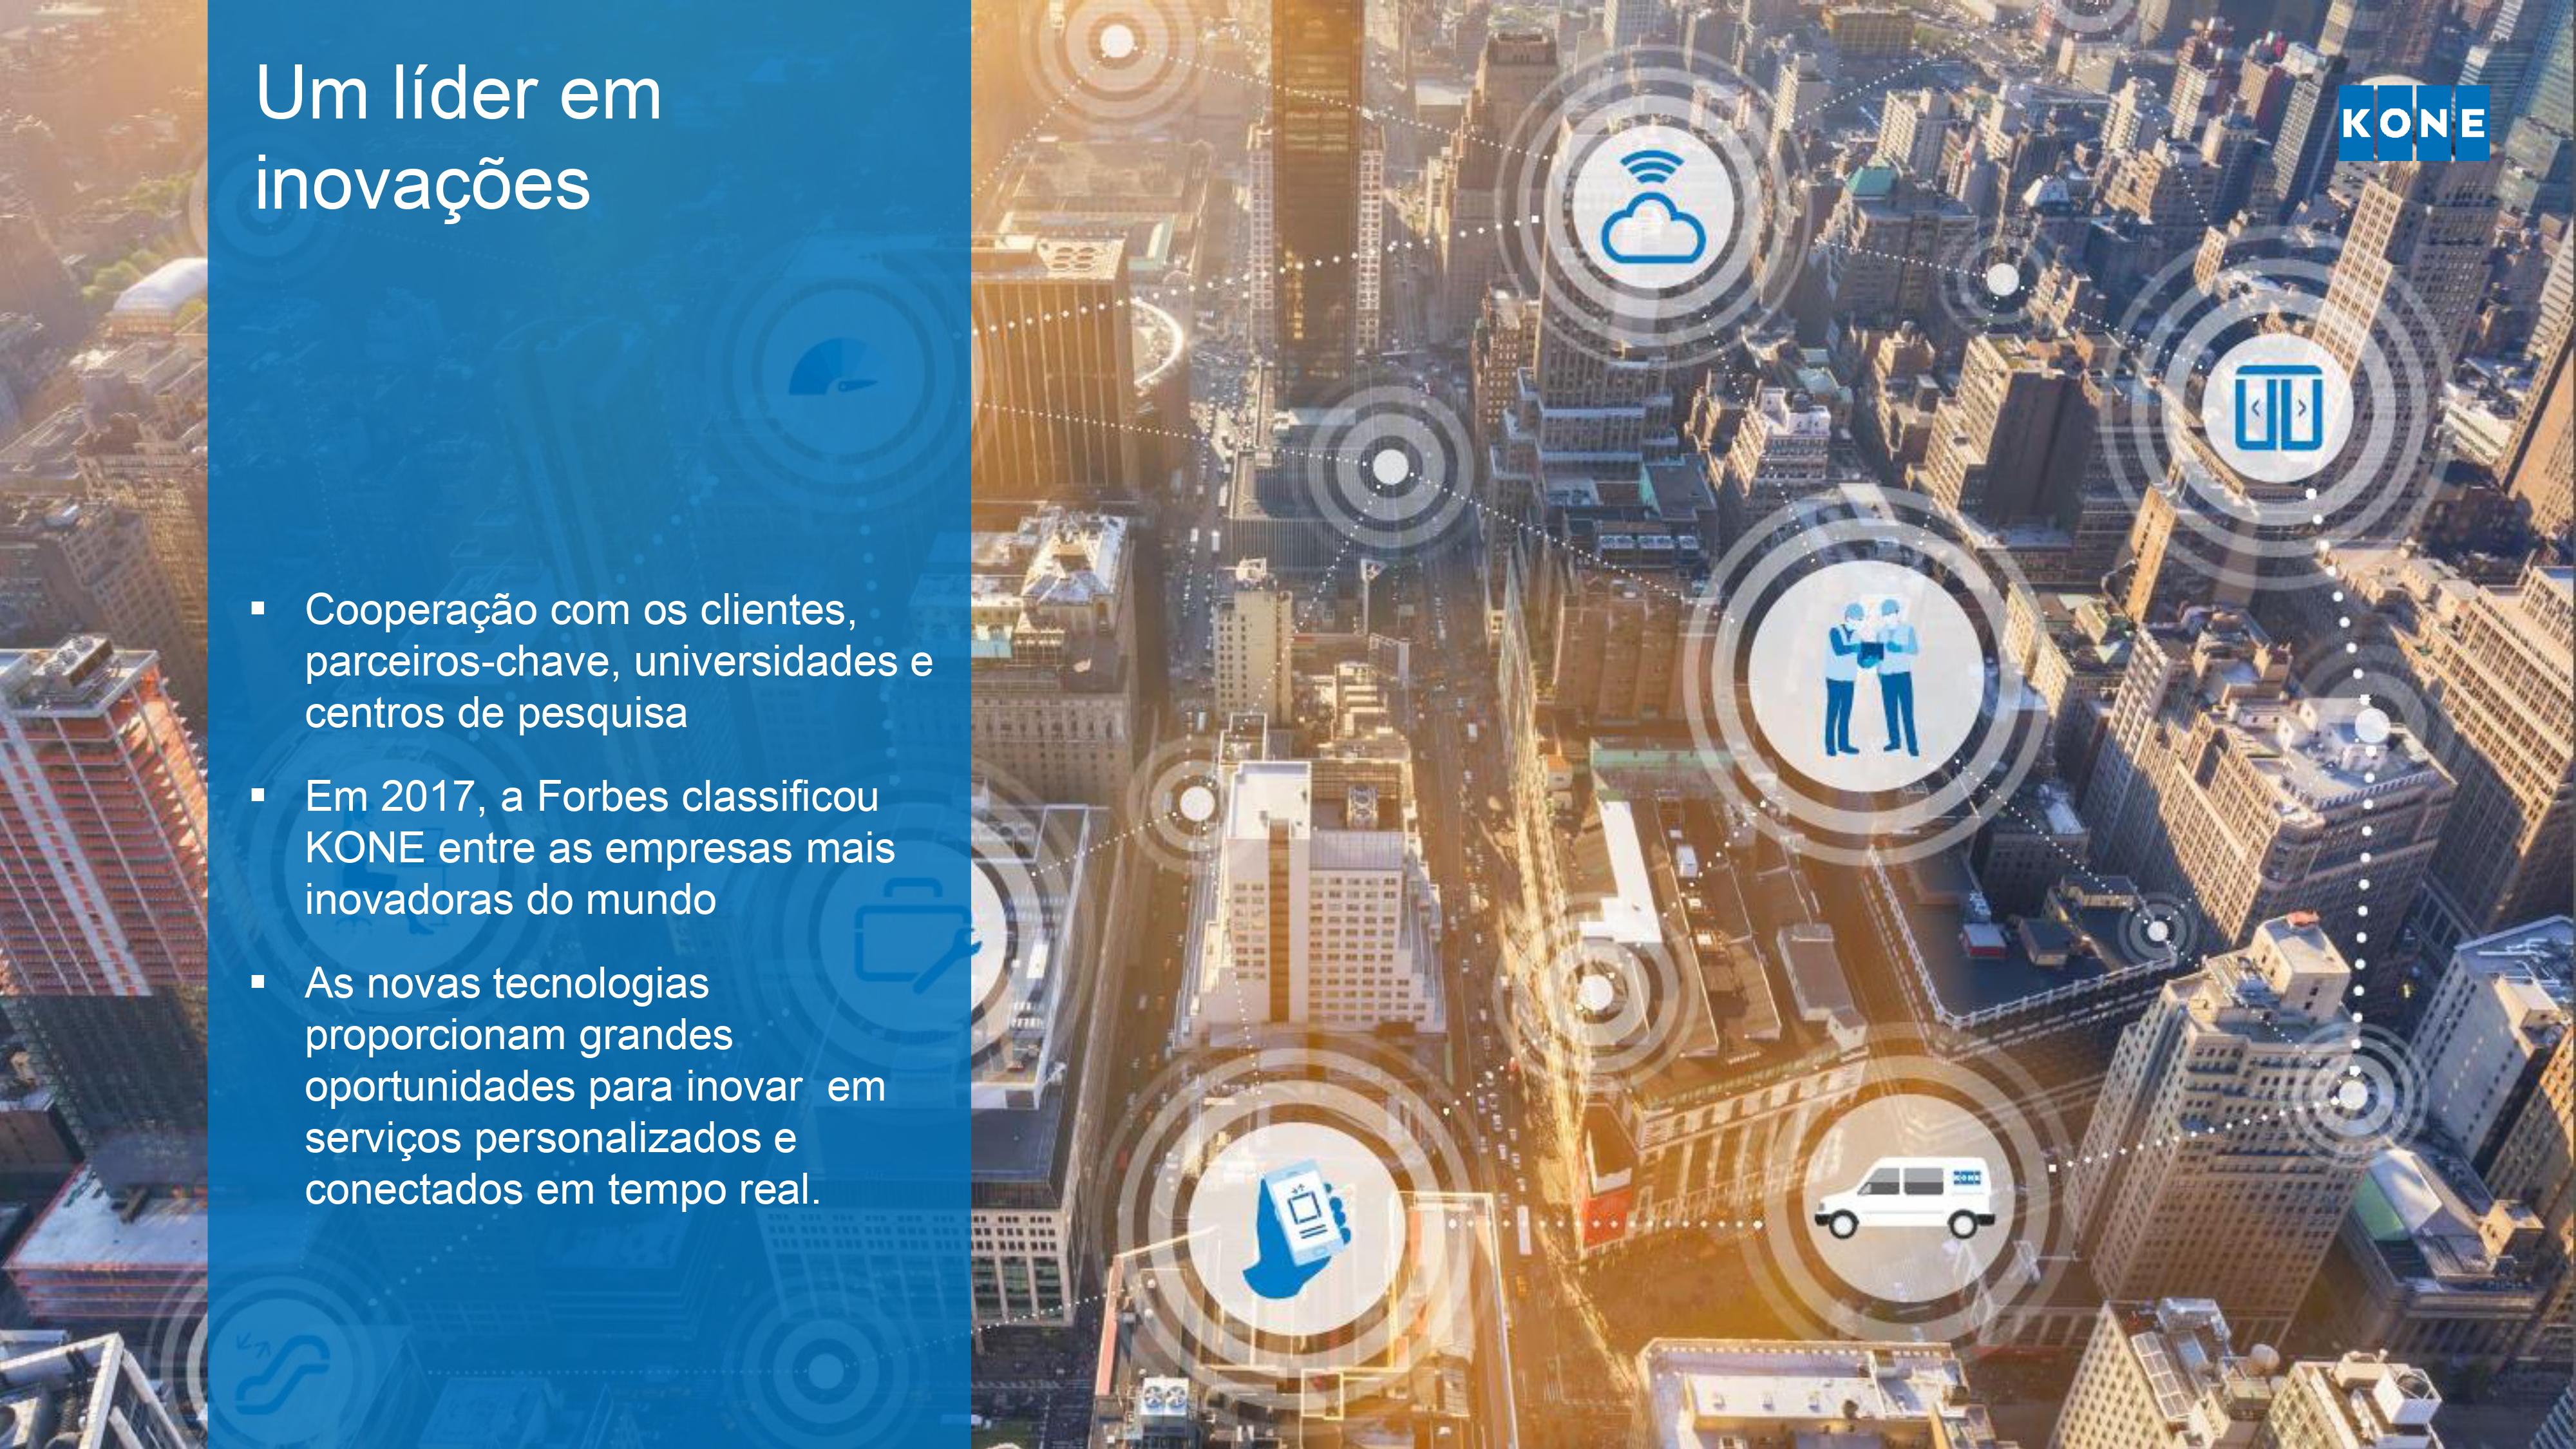 Um líder em
inovações
KONE
▪ Cooperação com os clientes,
parceiros-chave, universidades e
centros de pesquisa
▪ Em 2017, a Forbes classificou
KONE entre as empresas mais
inovadoras do mundo
▪ As novas tecnologias
proporcionam grandes
oportunidades para inovar  em
serviços personalizados e
conectados em tempo real.
KONE